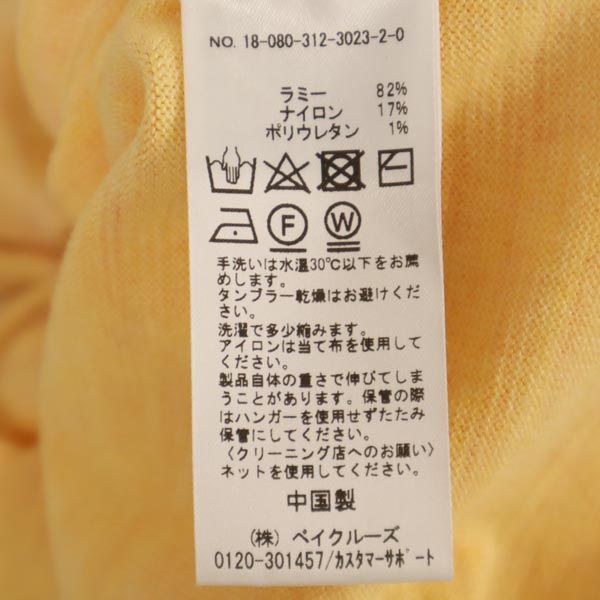 NO. 18-080-312-3023-2-0
ラミー 82%
ナイロン 17%
ポリウレタン 1%
F W
手洗いは水温30℃以下をお薦
めします。
タンブラー乾燥はお避けくださ
い。
洗濯で多少縮みます。
アイロンは当て布を使用して
ください。
製品自体の重さで伸びてしま
うことがあります。保管の際
はハンガーを使用せずたたみ
保管にしてください。
〈クリーニング店へのお願い〉
ネットを使用してください。
中国製
(株) ベイクルーズ
0120-301457/カスタマーサポート